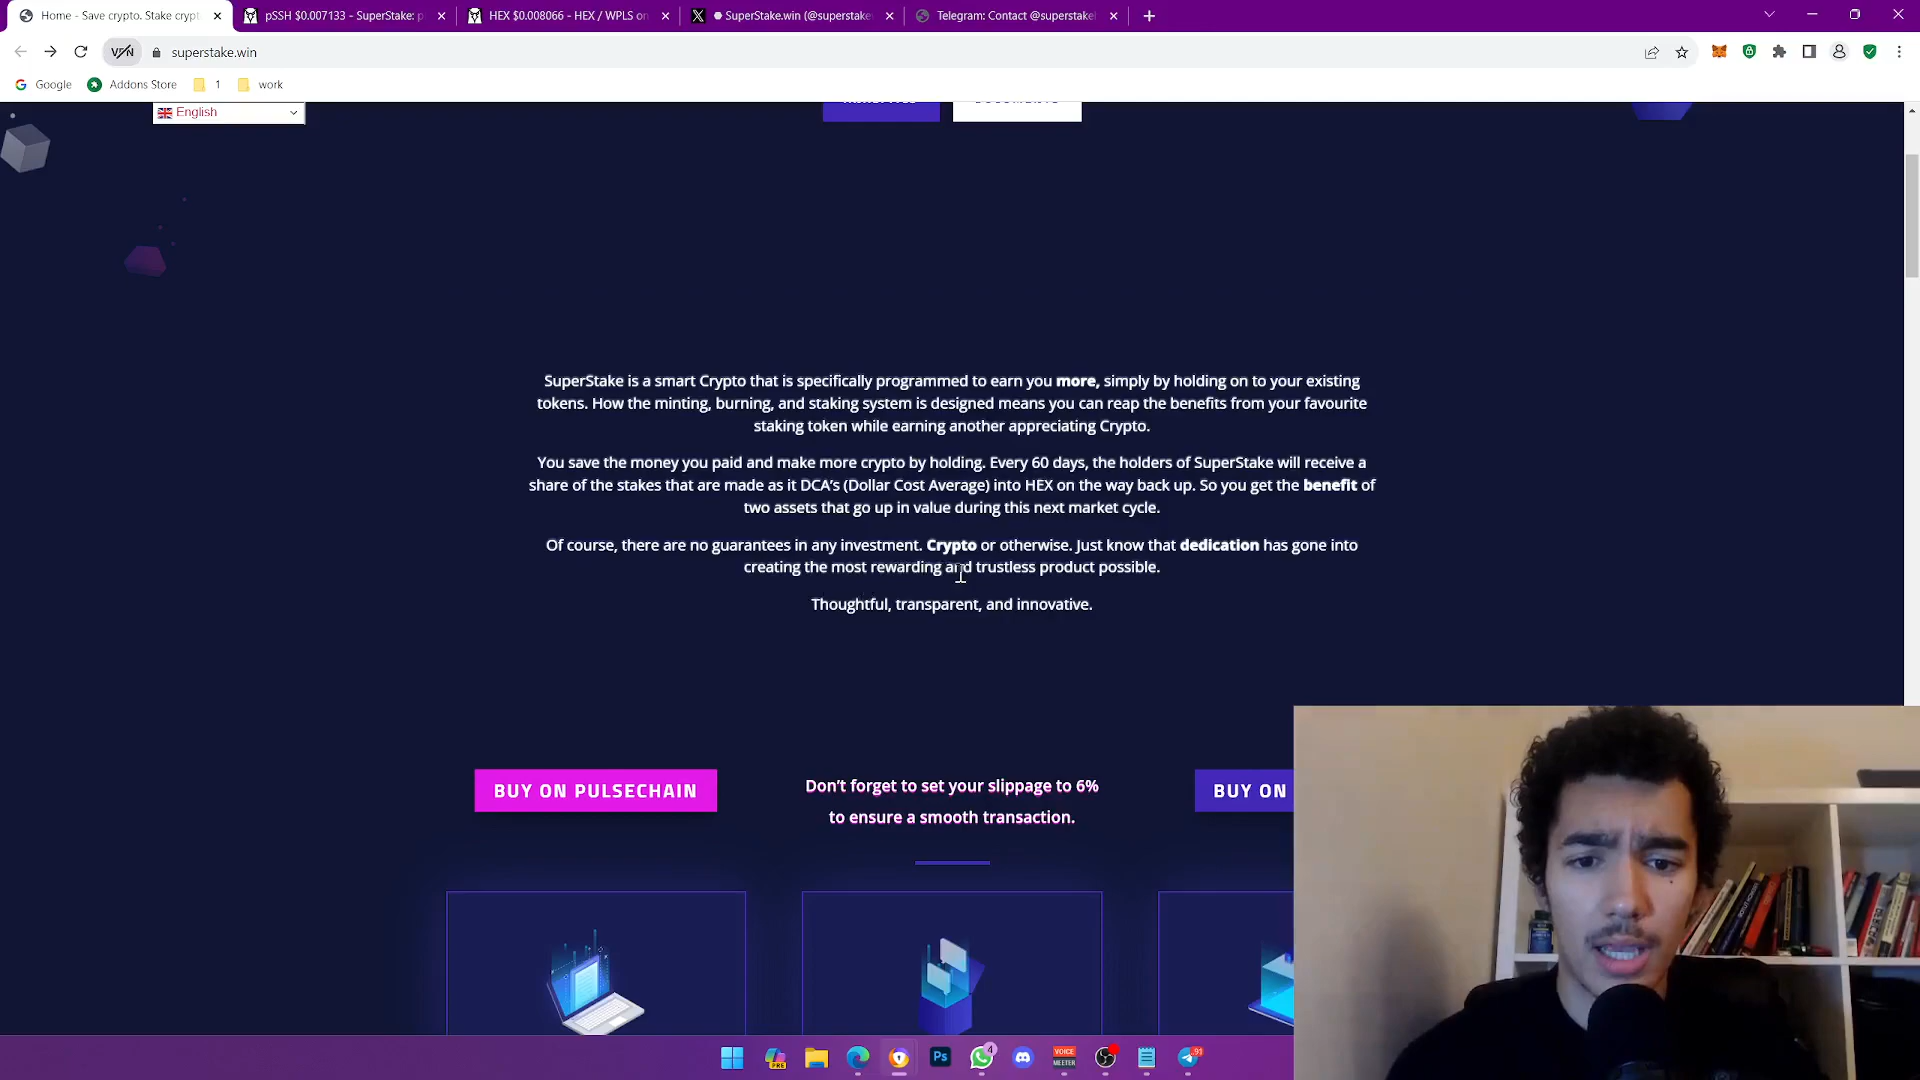 Home - Save crypto. Stake crypt
pSSH $0.007133 - SuperStake: p
HEX $0.008066 - HEX / WPLS on
X SuperStake.win (@superstake
Telegram: Contact @superstake
VPN
superstake.win
Google
Addons Store
1
work
English
SuperStake is a smart Crypto that is specifically programmed to earn you more, simply by holding on to your existing
tokens. How the minting, burning, and staking system is designed means you can reap the benefits from your favourite
staking token while earning another appreciating Crypto.
You save the money you paid and make more crypto by holding. Every 60 days, the holders of SuperStake will receive a
share of the stakes that are made as it DCA's (Dollar Cost Average) into HEX on the way back up. So you get the benefit of
two assets that go up in value during this next market cycle.
Of course, there are no guarantees in any investment. Crypto or otherwise. Just know that dedication has gone into
creating the most rewarding and trustless product possible.
Thoughtful, transparent, and innovative.
BUY ON PULSECHAIN
Don't forget to set your slippage to 6%
to ensure a smooth transaction.
BUY ON
PRE
Ps
4
VOICE
MEETER
91